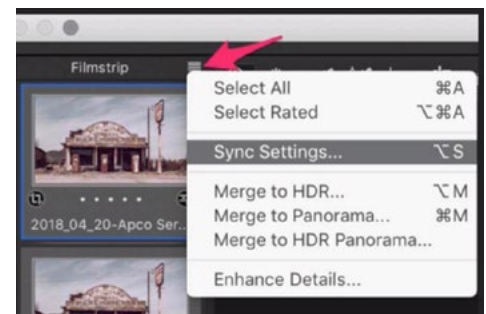 Filmstrip
Select All ⌘A
Select Rated ⌥⌘A
Sync Settings... ⌥S
Merge to HDR... ⌥M
Merge to Panorama... ⌘M
Merge to HDR Panorama...
Enhance Details...
2018_04_20-Apco Ser...